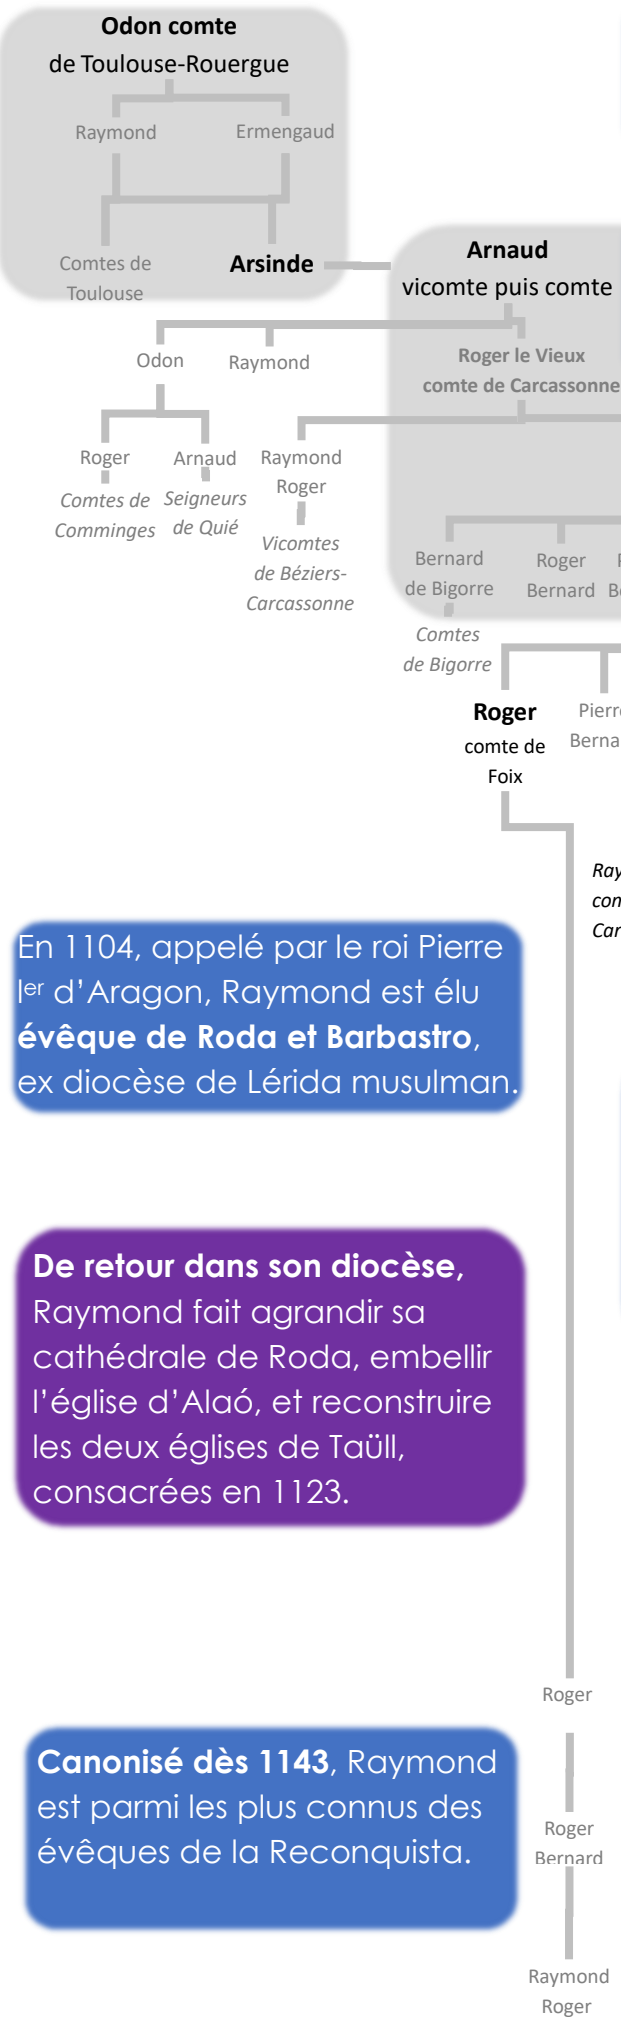 Odon comte
de Toulouse-Rouergue
Raymond
Ermengaud
Comtes de
Toulouse
Arsinde
Arnaud
vicomte puis comte
Odon
Raymond
Roger le Vieux
comte de Carcassonne
Roger
Comtes de
Comminges
Arnaud
Seigneurs
de Quié
Raymond
Roger
Vicomtes
de Béziers-
Carcassonne
Bernard
de Bigorre
Comtes
de Bigorre
Roger
Bernard
Roger
comte de
Foix
En 1104, appelé par le roi Pierre
Ier d’Aragon, Raymond est élu
évêque de Roda et Barbastro,
ex diocèse de Lérida musulman.
De retour dans son diocèse,
Raymond fait agrandir sa
cathédrale de Roda, embellir
l’église d’Alaó, et reconstruire
les deux églises de Taüll,
consacrées en 1123.
Roger
Canonisé dès 1143, Raymond
est parmi les plus connus des
évêques de la Reconquista.
Roger
Bernard
Raymond
Roger